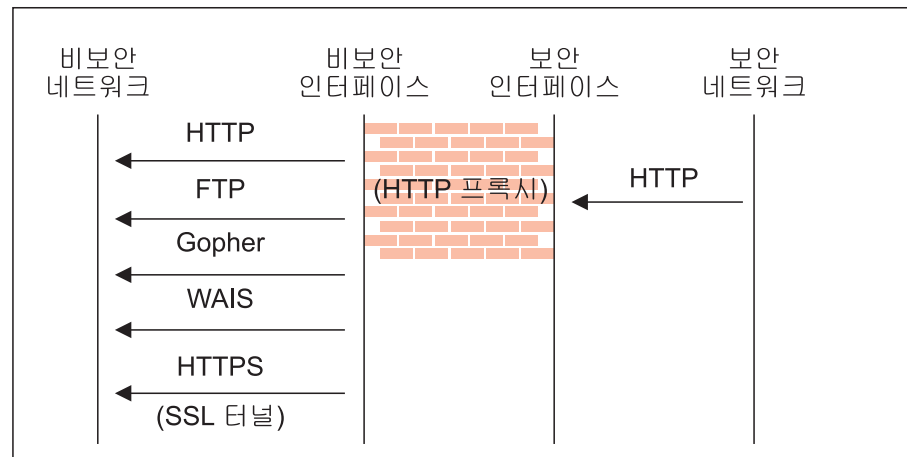 비보안
네트워크
비보안
인터페이스
보안
인터페이스
보안
네트워크
HTTP
FTP
Gopher
WAIS
HTTPS
(SSL 터널)
(HTTP 프록시)
HTTP